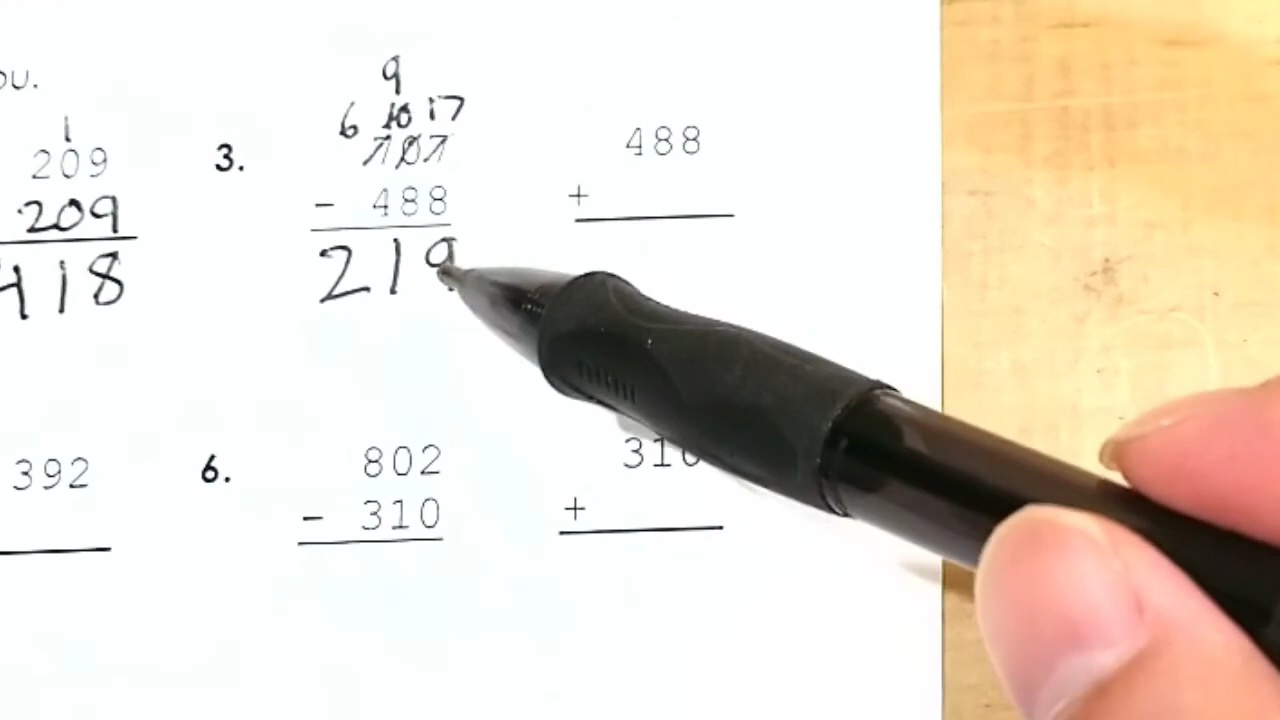 OU.
9
1 6 10 17
209 3. 707 488
209 - 488 +
418 219
392 6. 802 310
- 310 +